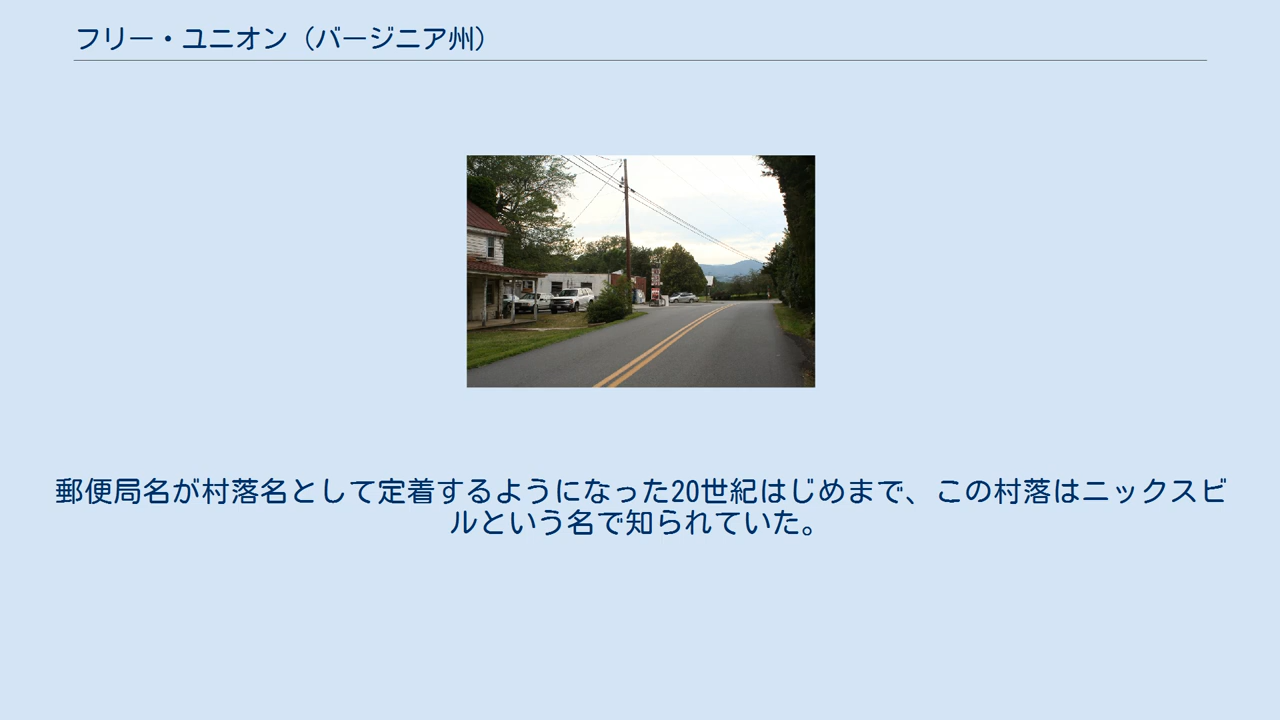 フリー・ユニオン（バージニア州）
郵便局名が村落名として定着するようになった20世紀はじめまで、この村落はニックスビ
ルという名で知られていた。